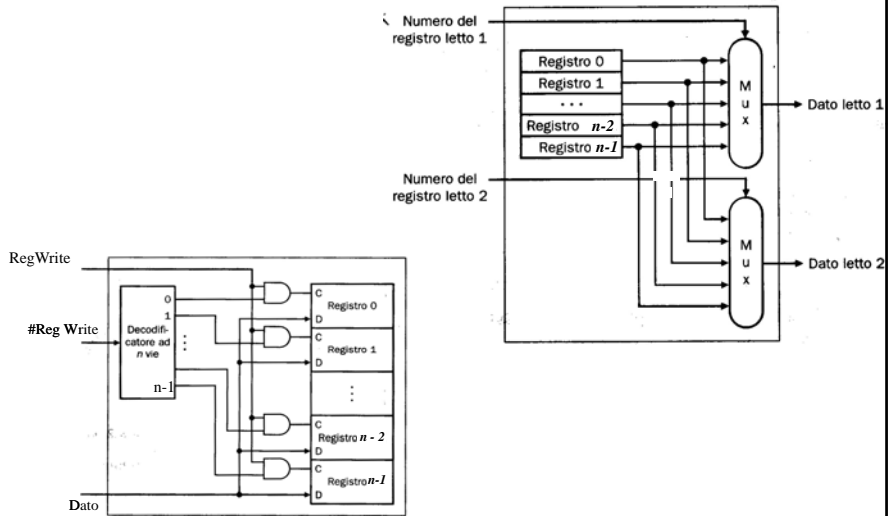 Numero del
registro letto 1
Registro 0
Registro 1
...
Registro n-2
Registro n-1
M
u
x
Dato letto 1
Numero del
registro letto 2
M
u
x
Dato letto 2
RegWrite
#Reg Write
Decodifi-
catore ad
n vie
0
1
⋮
n-1
C
Registro 0
D
C
Registro 1
D
⋮
C
Registro n - 2
D
C
Registro n-1
D
Dato